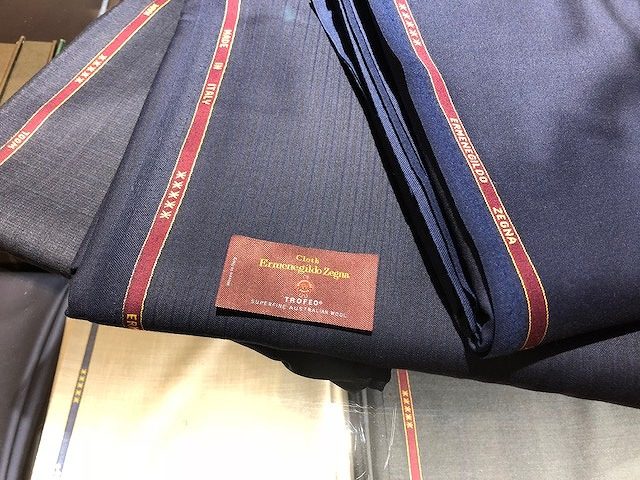 MADE IN ITALY
ERMENEGILDO ZEGNA
Cloth
Ermenegildo Zegna
TROFEO®
SUPERFINE AUSTRALIAN WOOL